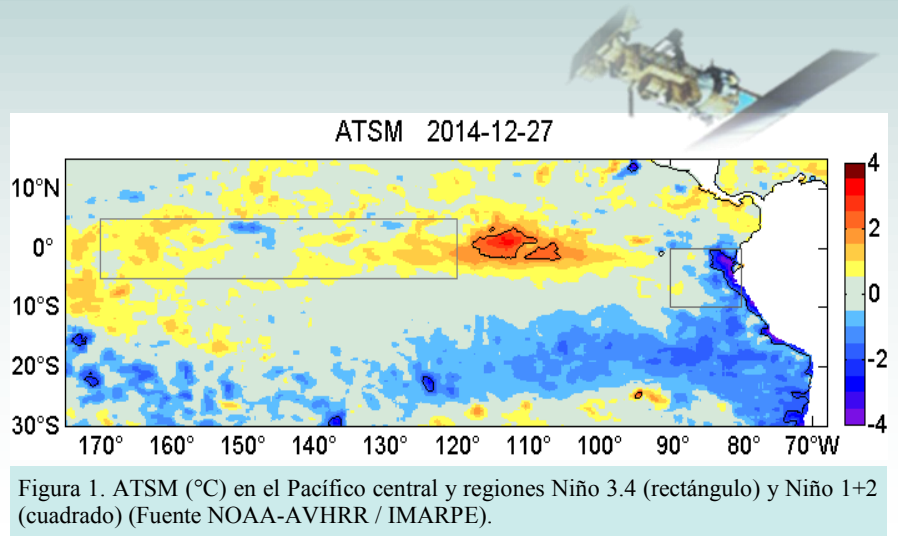 ATSM 2014-12-27
10°N
0°
10°S
20°S
30°S
170° 160° 150° 140° 130° 120° 110° 100° 90° 80° 70°W
4
2
0
-2
-4
Figura 1. ATSM (°C) en el Pacífico central y regiones Niño 3.4 (rectángulo) y Niño 1+2
(cuadrado) (Fuente NOAA-AVHRR / IMARPE).